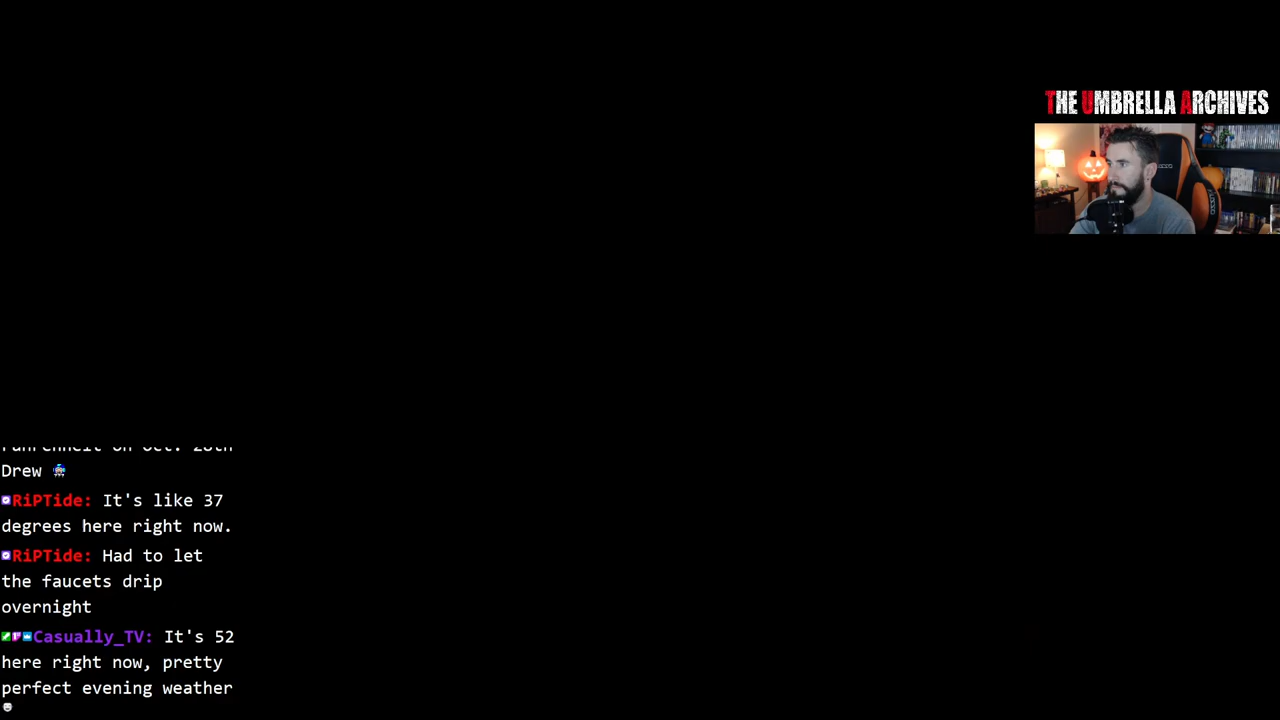 THE UMBRELLA ARCHIVES
Drew
RiPTide: It's like 37
degrees here right now.
RiPTide: Had to let
the faucets drip
overnight
Casually_TV: It's 52
here right now, pretty
perfect evening weather